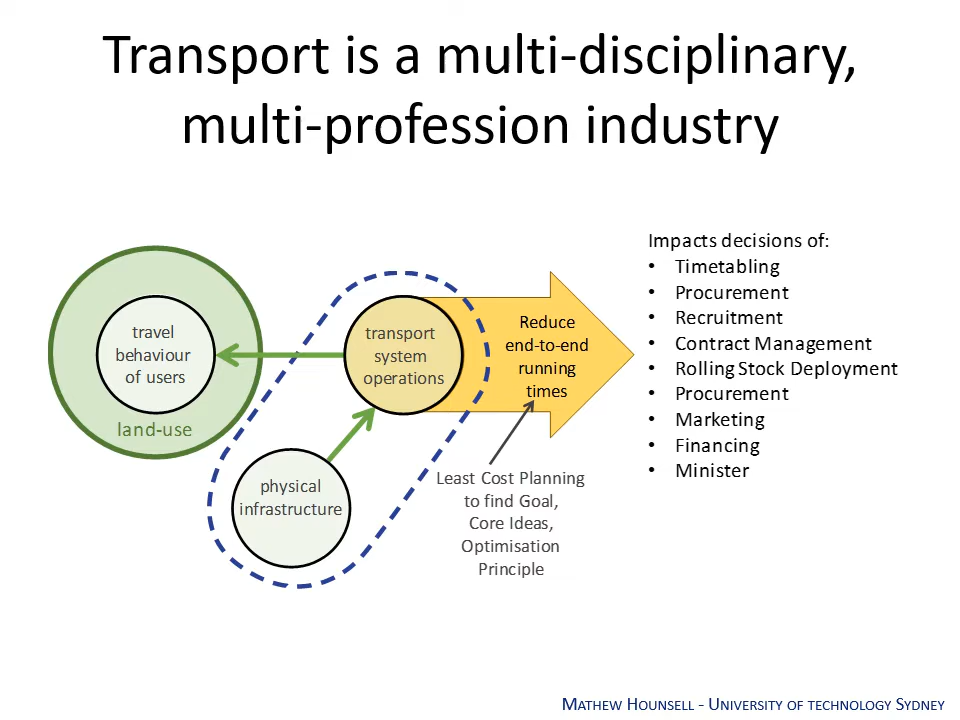 Transport is a multi-disciplinary,
multi-profession industry
travel
behaviour
of users
land-use
transport
system
operations
physical
infrastructure
Reduce
end-to-end
running
times
Least Cost Planning
to find Goal,
Core Ideas,
Optimisation
Principle
Impacts decisions of:
• Timetabling
• Procurement
• Recruitment
• Contract Management
• Rolling Stock Deployment
• Procurement
• Marketing
• Financing
• Minister
MATHEW HOUNSELL - UNIVERSITY OF TECHNOLOGY SYDNEY